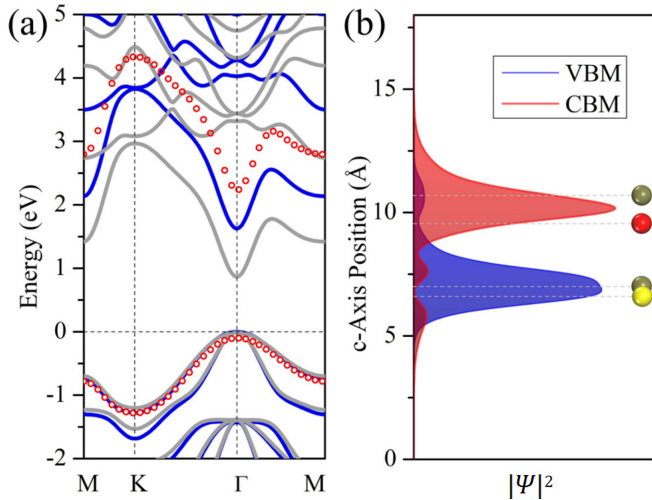 (a)
5
4
3
2
1
0
-1
-2
Energy (eV)
M K Γ M
(b)
15
10
5
0
c-Axis Position (Å)
VBM
CBM
|Ψ|²